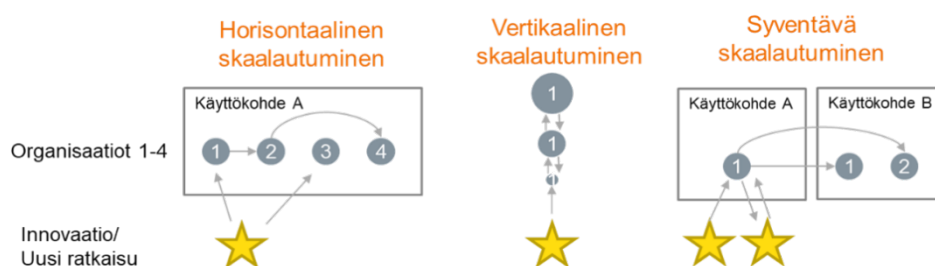 Horisontaalinen
skaalautuminen
Vertikaalinen
skaalautuminen
Syventävä
skaalautuminen
Käyttökohde A
1
2
3
4
1
1
1
Käyttökohde A
1
Käyttökohde B
1
2
Organisaatiot 1-4
Innovaatio/
Uusi ratkaisu